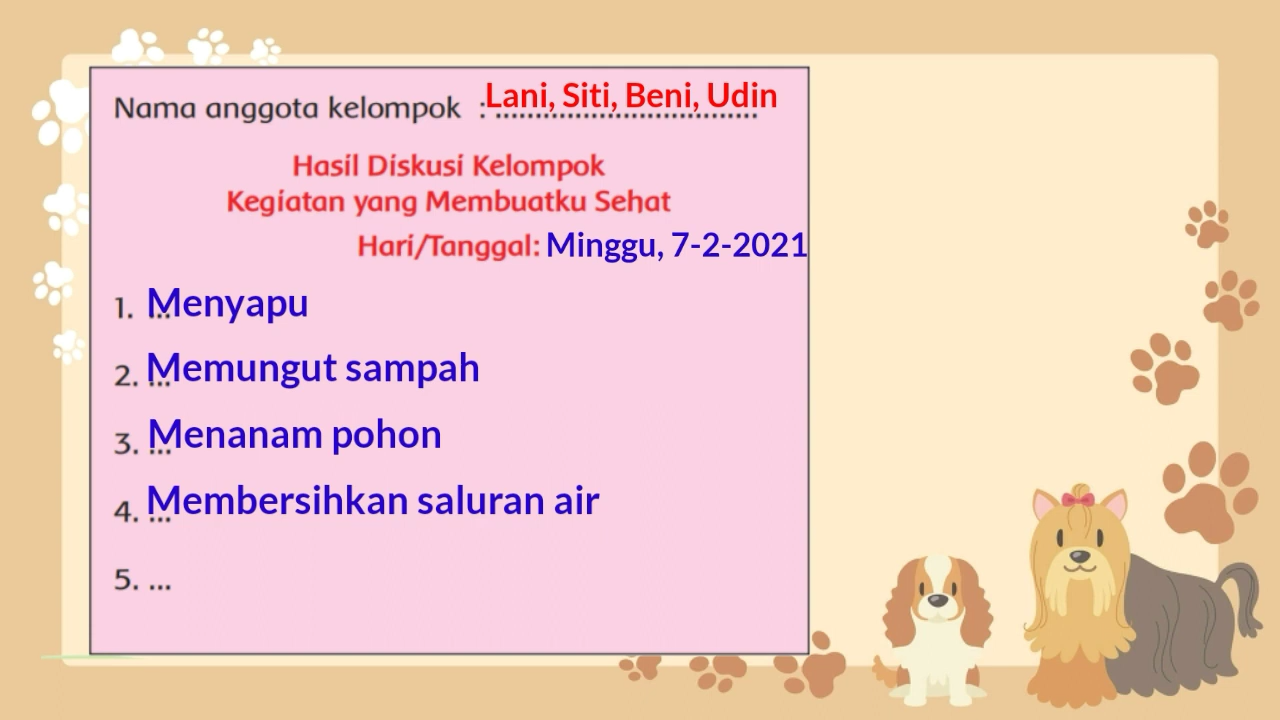 Nama anggota kelompok : Lani, Siti, Beni, Udin
Hasil Diskusi Kelompok
Kegiatan yang Membuatku Sehat
Hari/Tanggal: Minggu, 7-2-2021
1. Menyapu
2. Memungut sampah
3. Menanam pohon
4. Membersihkan saluran air
5. ...